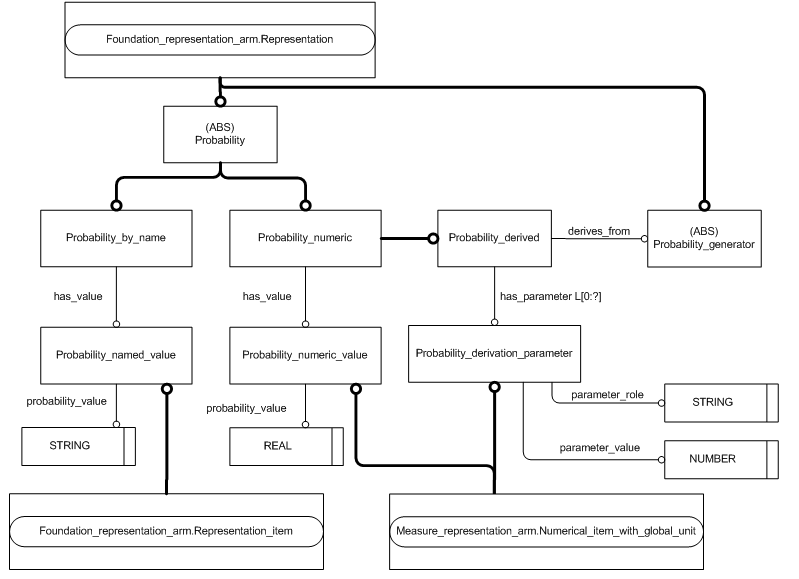 Foundation_representation_arm.Representation
(ABS)
Probability
Probability_by_name
Probability_numeric
Probability_derived
derives_from
(ABS)
Probability_generator
has_value
has_value
has_parameter L[0:?]
Probability_named_value
Probability_numeric_value
Probability_derivation_parameter
probability_value
probability_value
parameter_role
STRING
STRING
REAL
parameter_value
NUMBER
Foundation_representation_arm.Representation_item
Measure_representation_arm.Numerical_item_with_global_unit